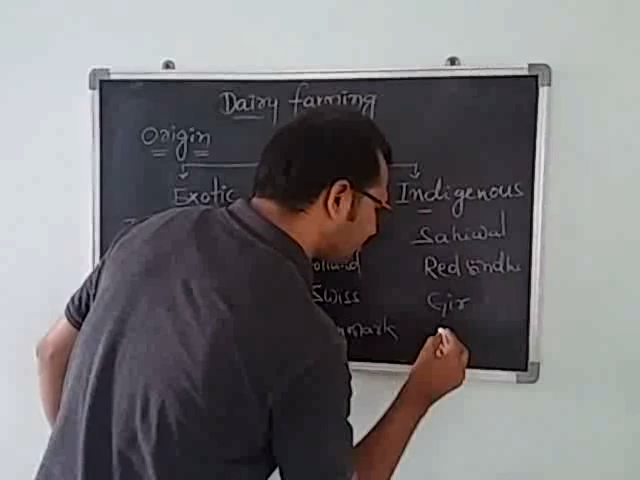 Dairy farming
Origin
Exotic Indigenous
Sahiwal
Red Sindhi
Swiss Gir